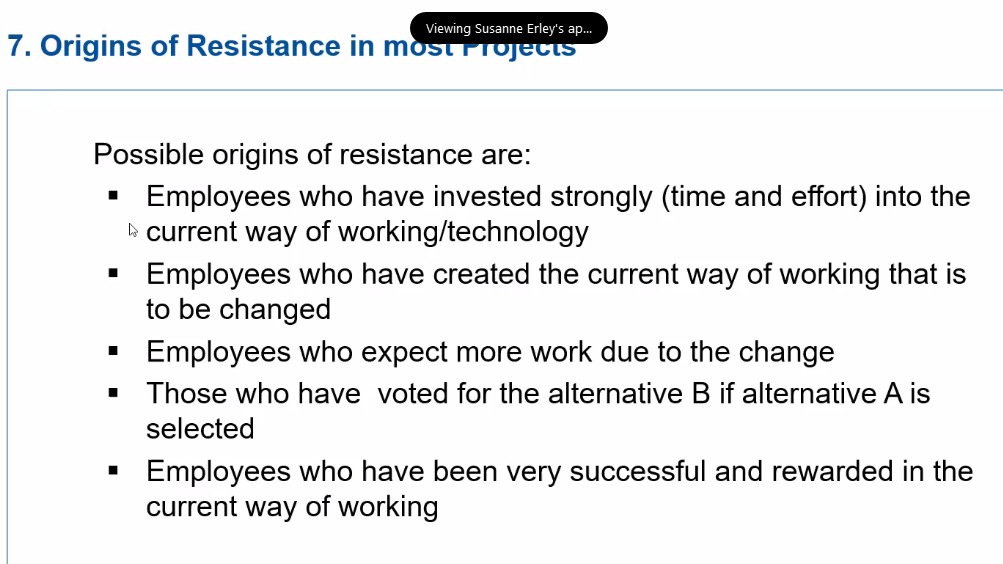 Viewing Susanne Erley's ap...
7. Origins of Resistance in most Projects
Possible origins of resistance are:
▪ Employees who have invested strongly (time and effort) into the
current way of working/technology
▪ Employees who have created the current way of working that is
to be changed
▪ Employees who expect more work due to the change
▪ Those who have  voted for the alternative B if alternative A is
selected
▪ Employees who have been very successful and rewarded in the
current way of working